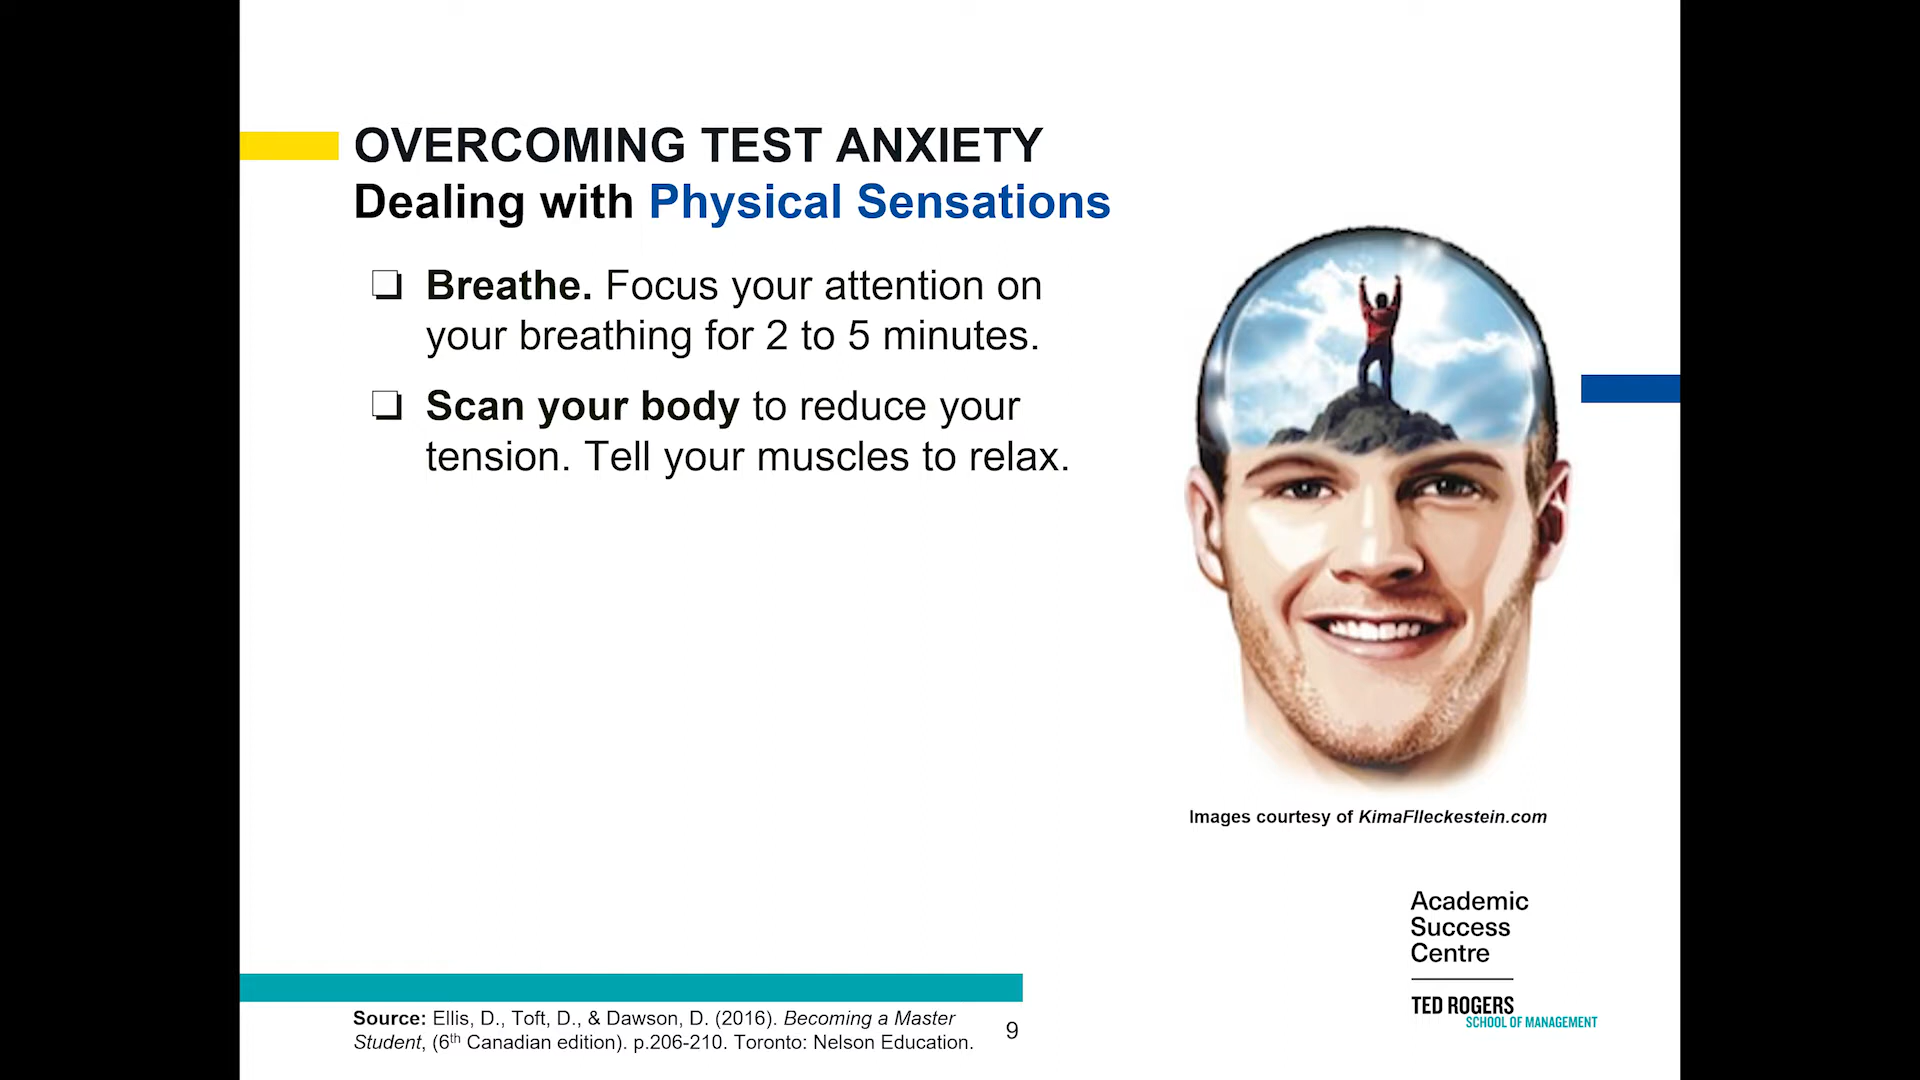 OVERCOMING TEST ANXIETY
Dealing with Physical Sensations
❏ Breathe. Focus your attention on
your breathing for 2 to 5 minutes.
❏ Scan your body to reduce your
tension. Tell your muscles to relax.
Images courtesy of KimaFlleckestein.com
Academic
Success
Centre
TED ROGERS
SCHOOL OF MANAGEMENT
Source: Ellis, D., Toft, D., & Dawson, D. (2016). Becoming a Master
Student, (6th Canadian edition). p.206-210. Toronto: Nelson Education.
9